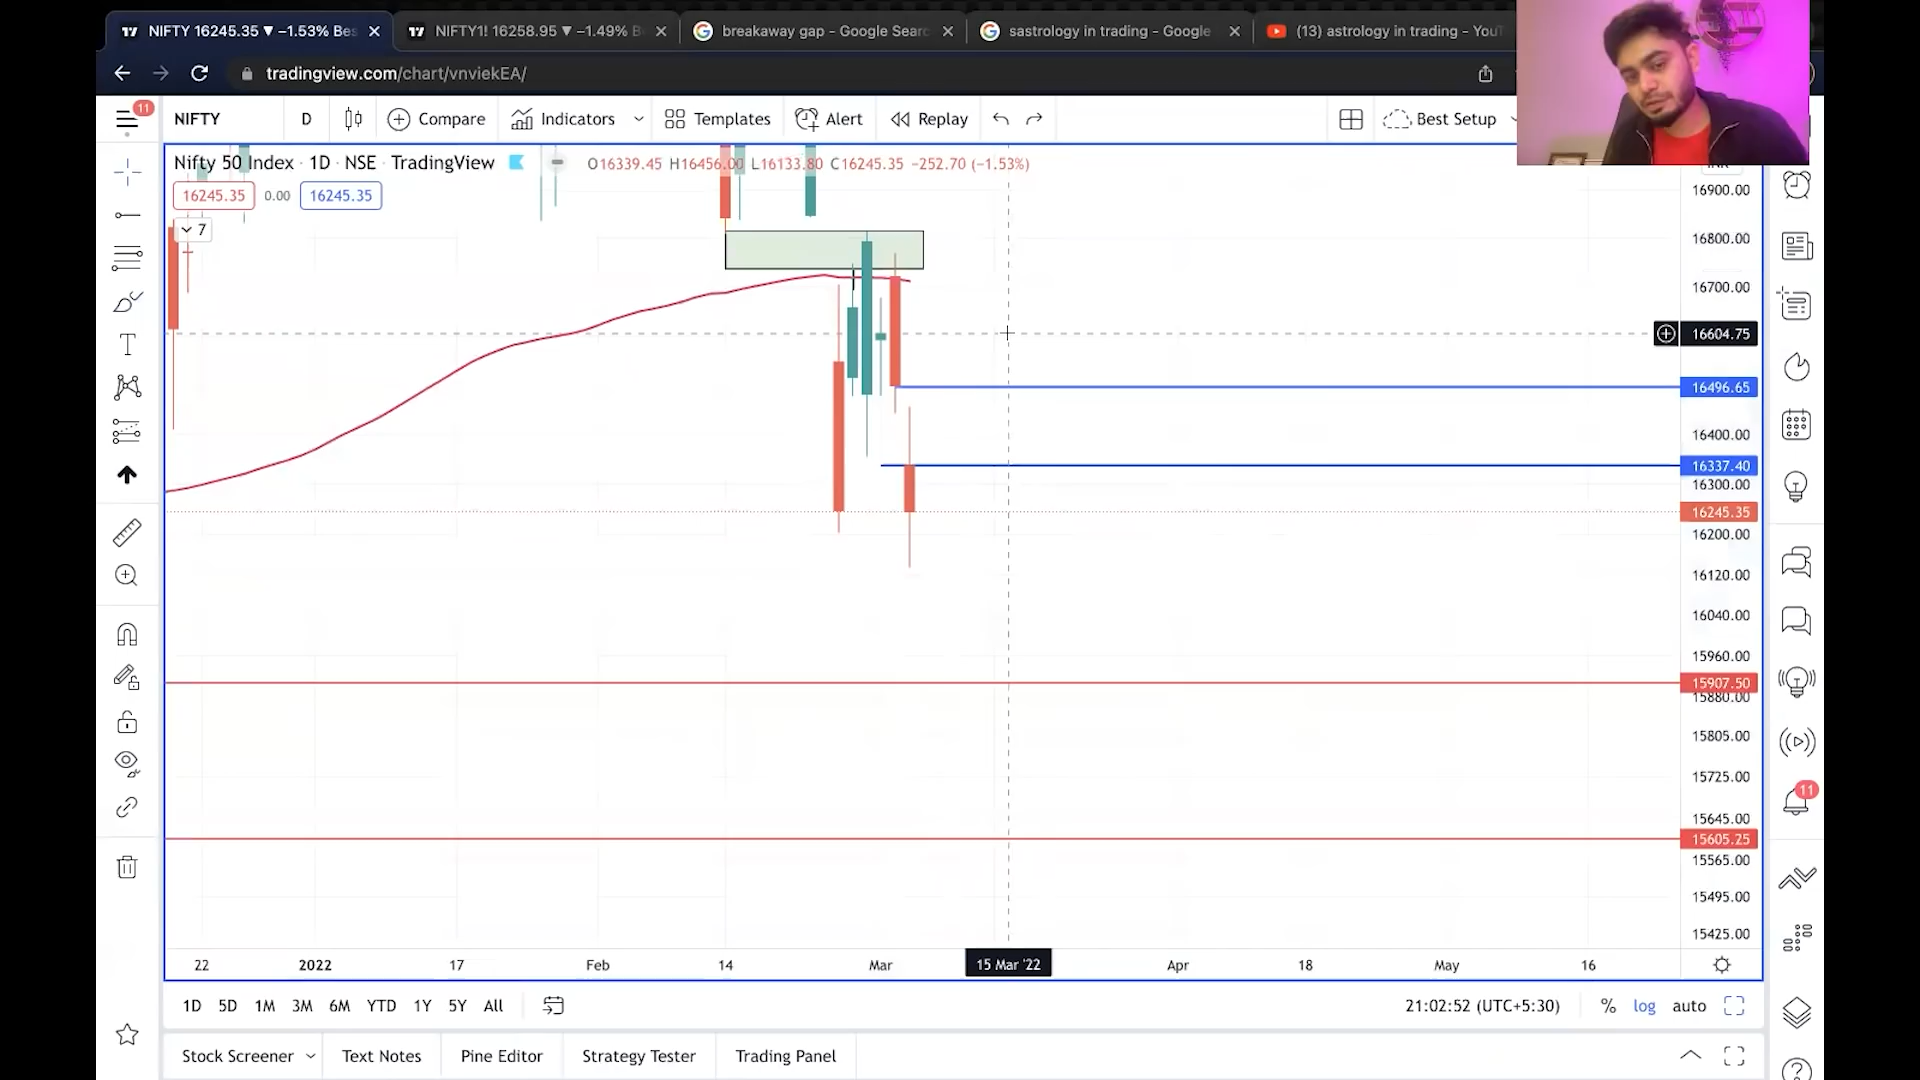 NIFTY 16245.35 ▼ −1.53% Bes
NIFTY1! 16258.95 ▼ −1.49% B
breakaway gap - Google Searc
sastrology in trading - Google
(13) astrology in trading - YouT
tradingview.com/chart/vnviekEA/
11
NIFTY
D
Compare
Indicators
Templates
Alert
Replay
Best Setup
Nifty 50 Index · 1D · NSE · TradingView
O16339.45 H16456.00 L16133.80 C16245.35 −252.70 (−1.53%)
16245.35 0.00 16245.35
7
16900.00
16800.00
16700.00
16604.75
16496.65
16400.00
16337.40
16300.00
16245.35
16200.00
16120.00
16040.00
15960.00
15907.50
15880.00
15805.00
15725.00
15645.00
15605.25
15565.00
15495.00
15425.00
11
22 2022 17 Feb 14 Mar 15 Mar '22 Apr 18 May 16
1D 5D 1M 3M 6M YTD 1Y 5Y All
21:02:52 (UTC+5:30) % log auto
Stock Screener Text Notes Pine Editor Strategy Tester Trading Panel